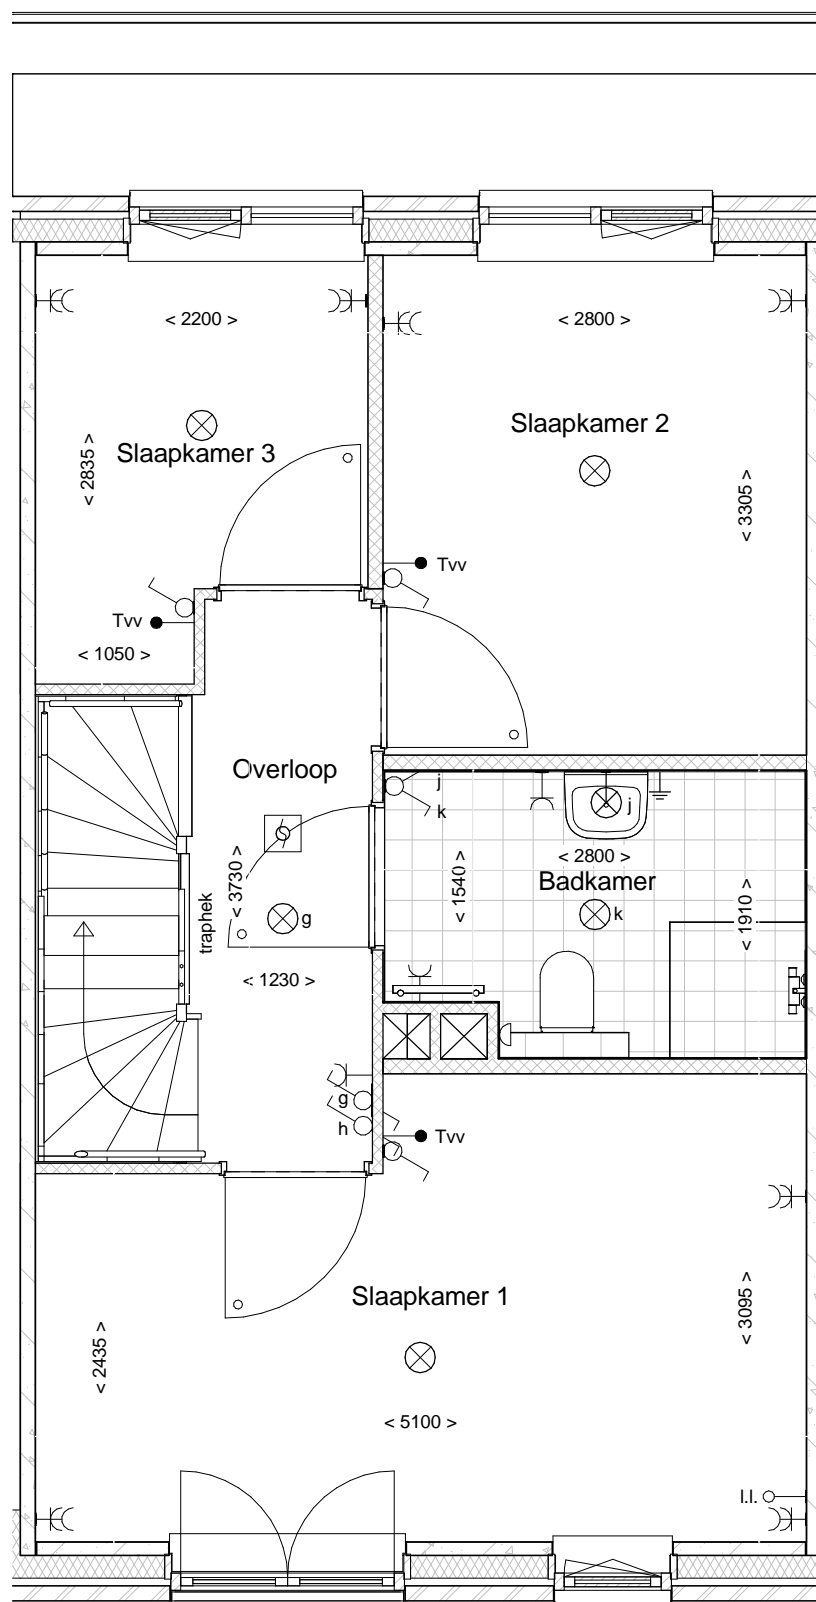 < 2200 >
< 2800 >
Slaapkamer 2
Slaapkamer 3
< 2835 >
< 3305 >
Tvv
Tvv
< 1050 >
Overloop
j
k
j
< 2800 >
< 3730 >
< 1540 >
Badkamer
traphek
g
k
< 1910 >
< 1230 >
g
h
Tvv
Slaapkamer 1
< 2435 >
< 3095 >
< 5100 >
I.I.